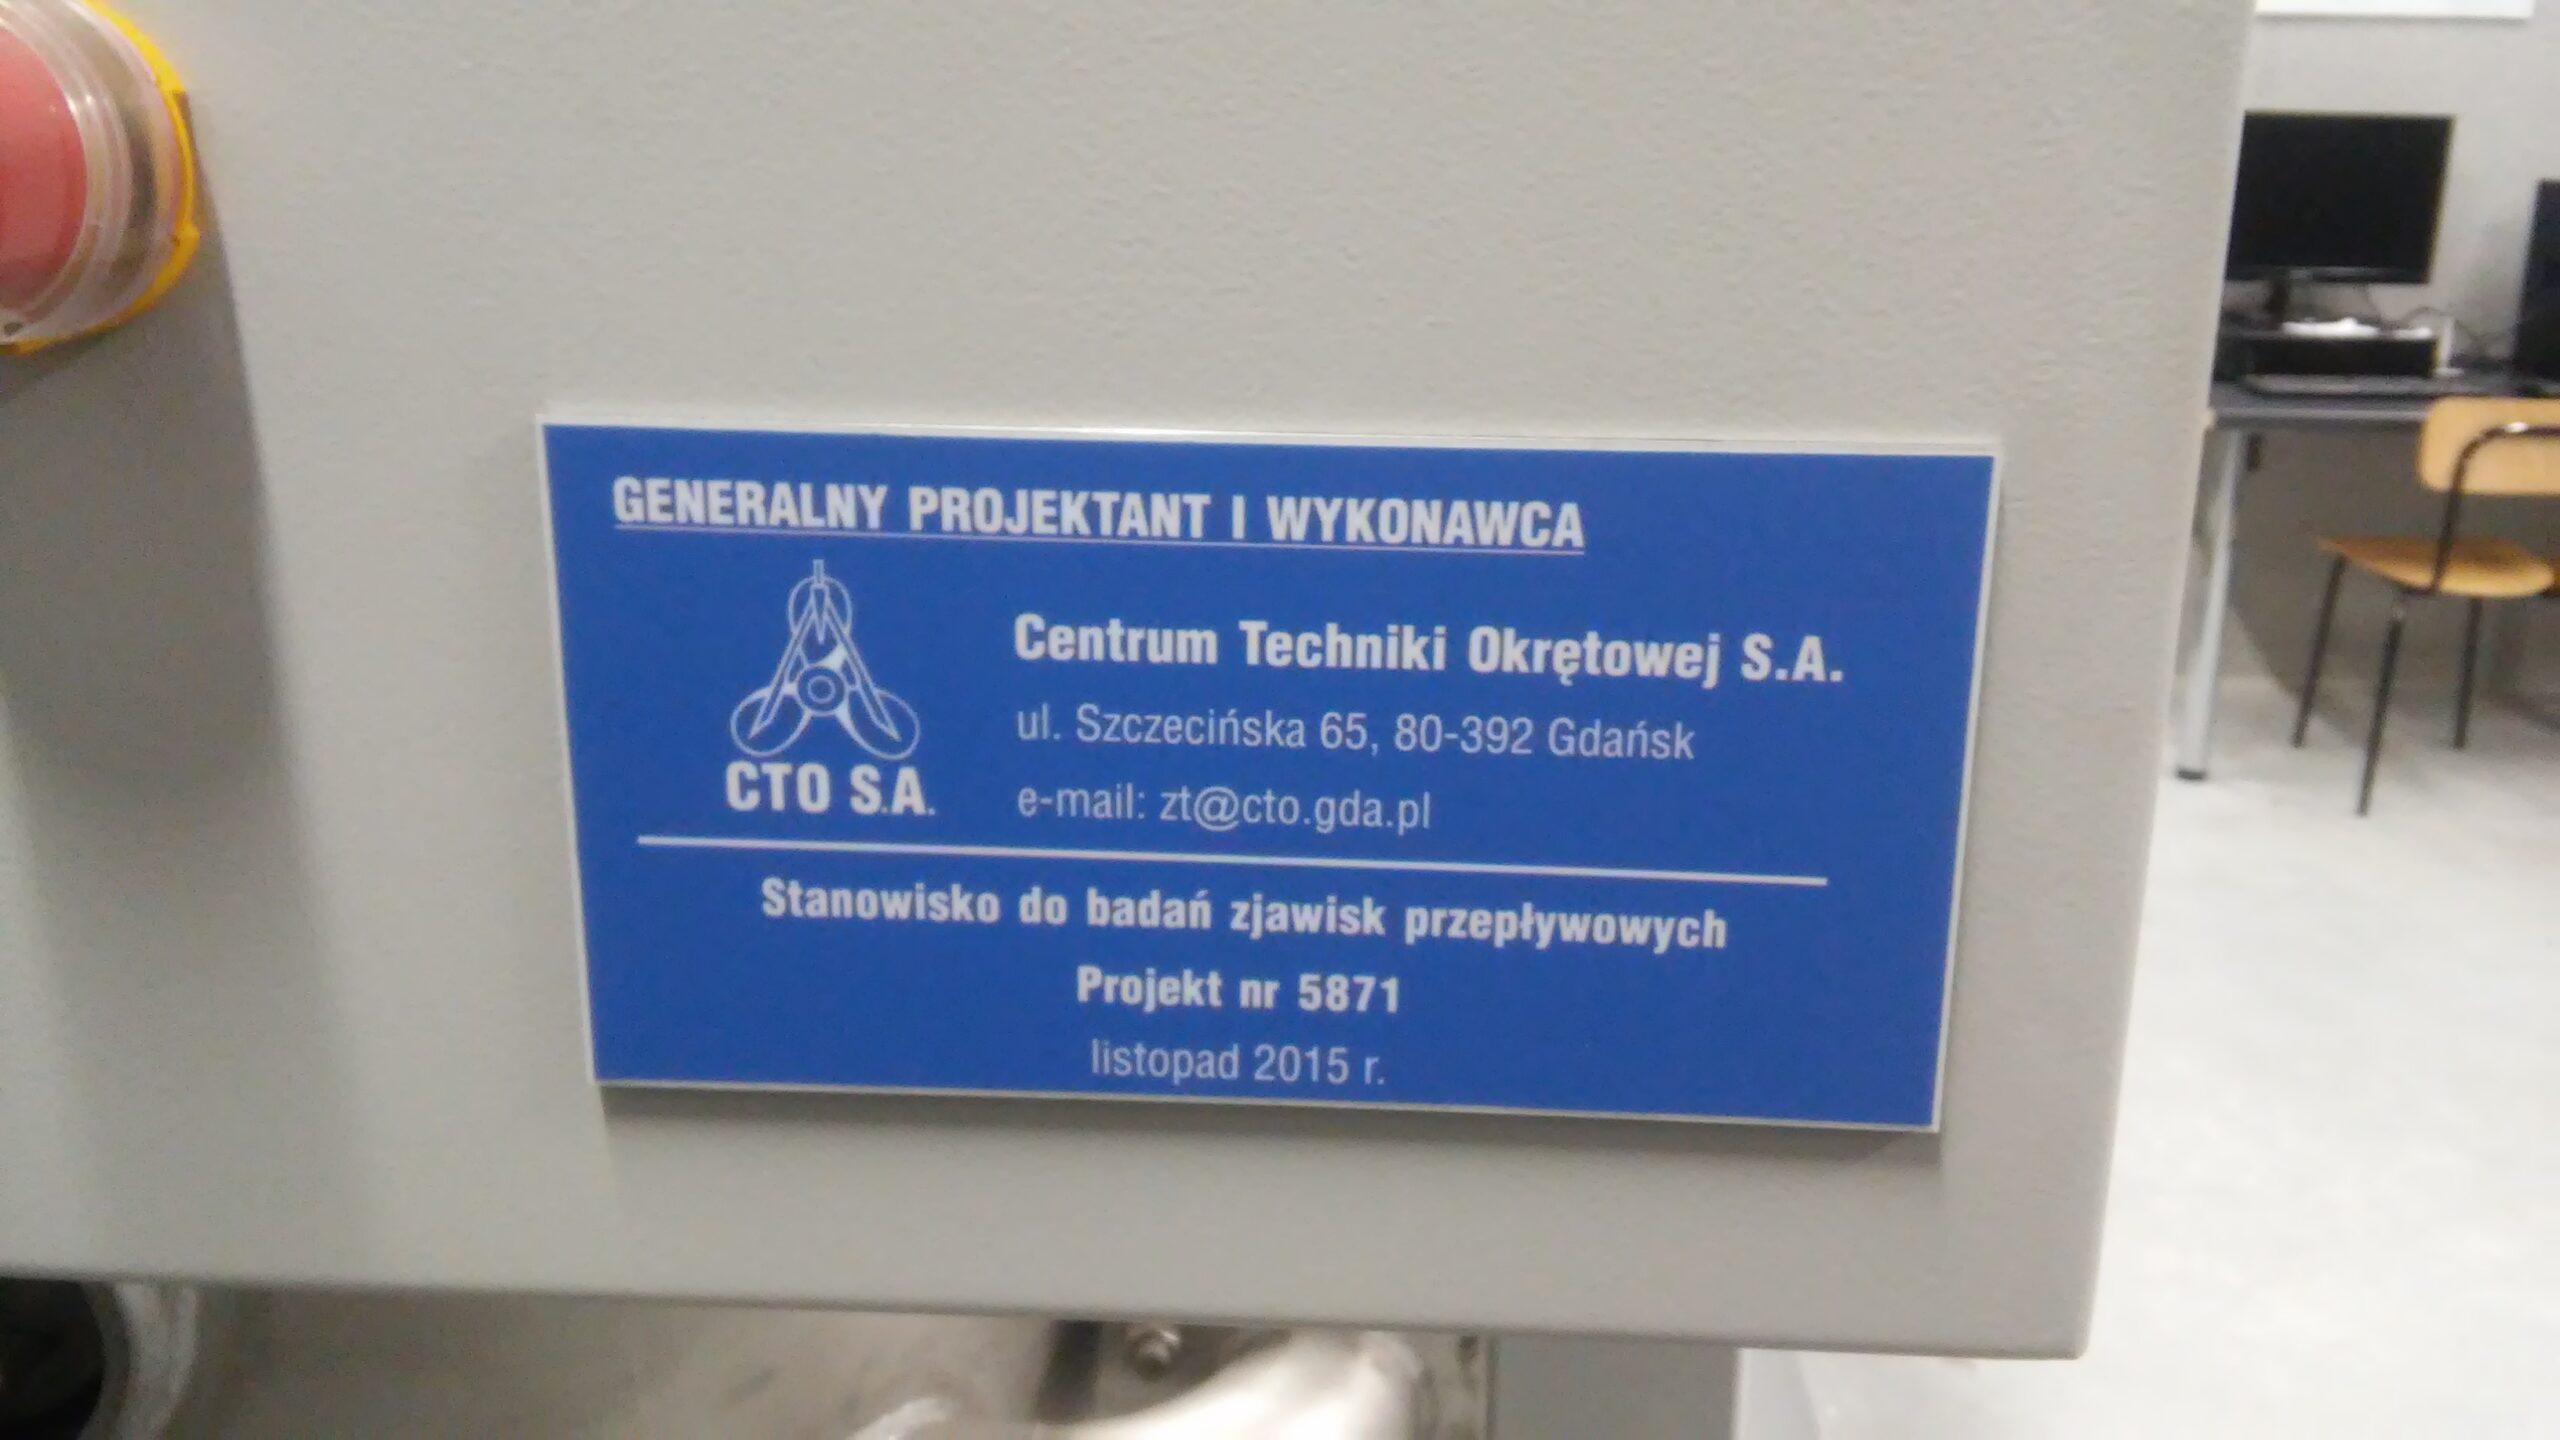 GENERALNY PROJEKTANT I WYKONAWCA
CTO S.A.
Centrum Techniki Okrętowej S.A.
ul. Szczecińska 65, 80-392 Gdańsk
e-mail: zt@cto.gda.pl
Stanowisko do badań zjawisk przepływowych
Projekt nr 5871
listopad 2015 r.